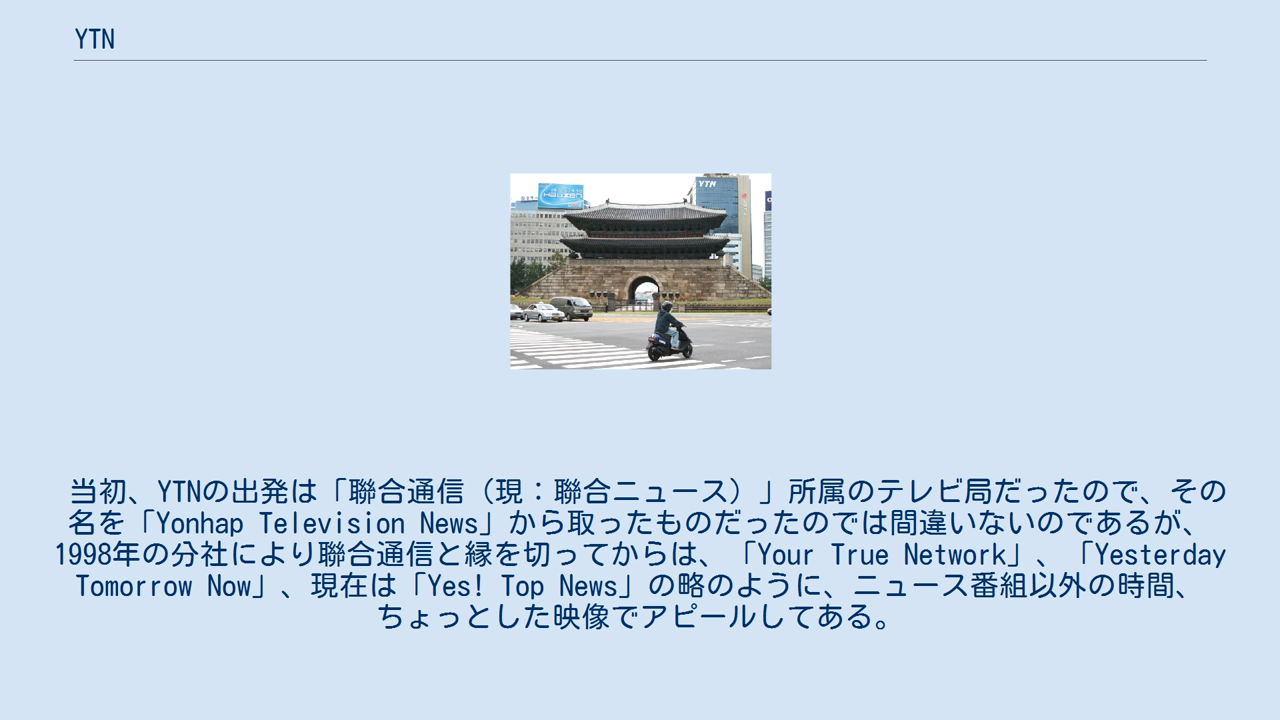 YTN
HAUZEN
YTN
当初、YTNの出発は「聯合通信（現：聯合ニュース）」所属のテレビ局だったので、その
名を「Yonhap Television News」から取ったものだったのでは間違いないのであるが、
1998年の分社により聯合通信と縁を切ってからは、「Your True Network」、「Yesterday
Tomorrow Now」、現在は「Yes! Top News」の略のように、ニュース番組以外の時間、
ちょっとした映像でアピールしてある。